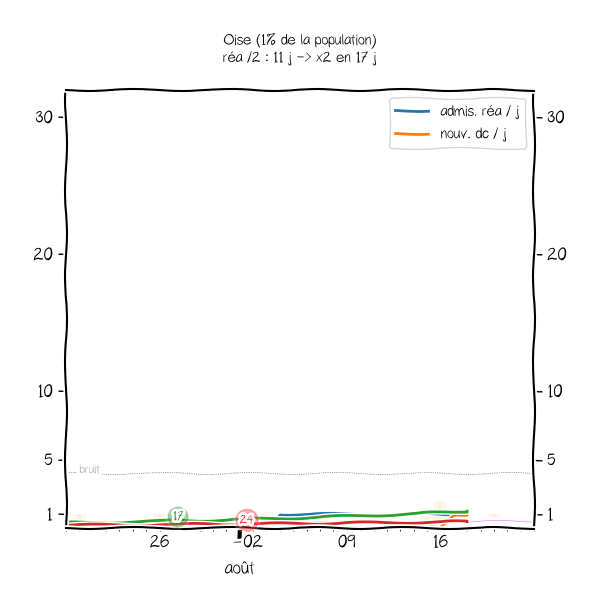 Oise (1% de la population)
réa /2 : 11 j -> x2 en 17 j
admis. réa / j
nouv. dc / j
30
30
20
20
10
10
5
5
bruit
1
17
24
1
26
02
09
16
août